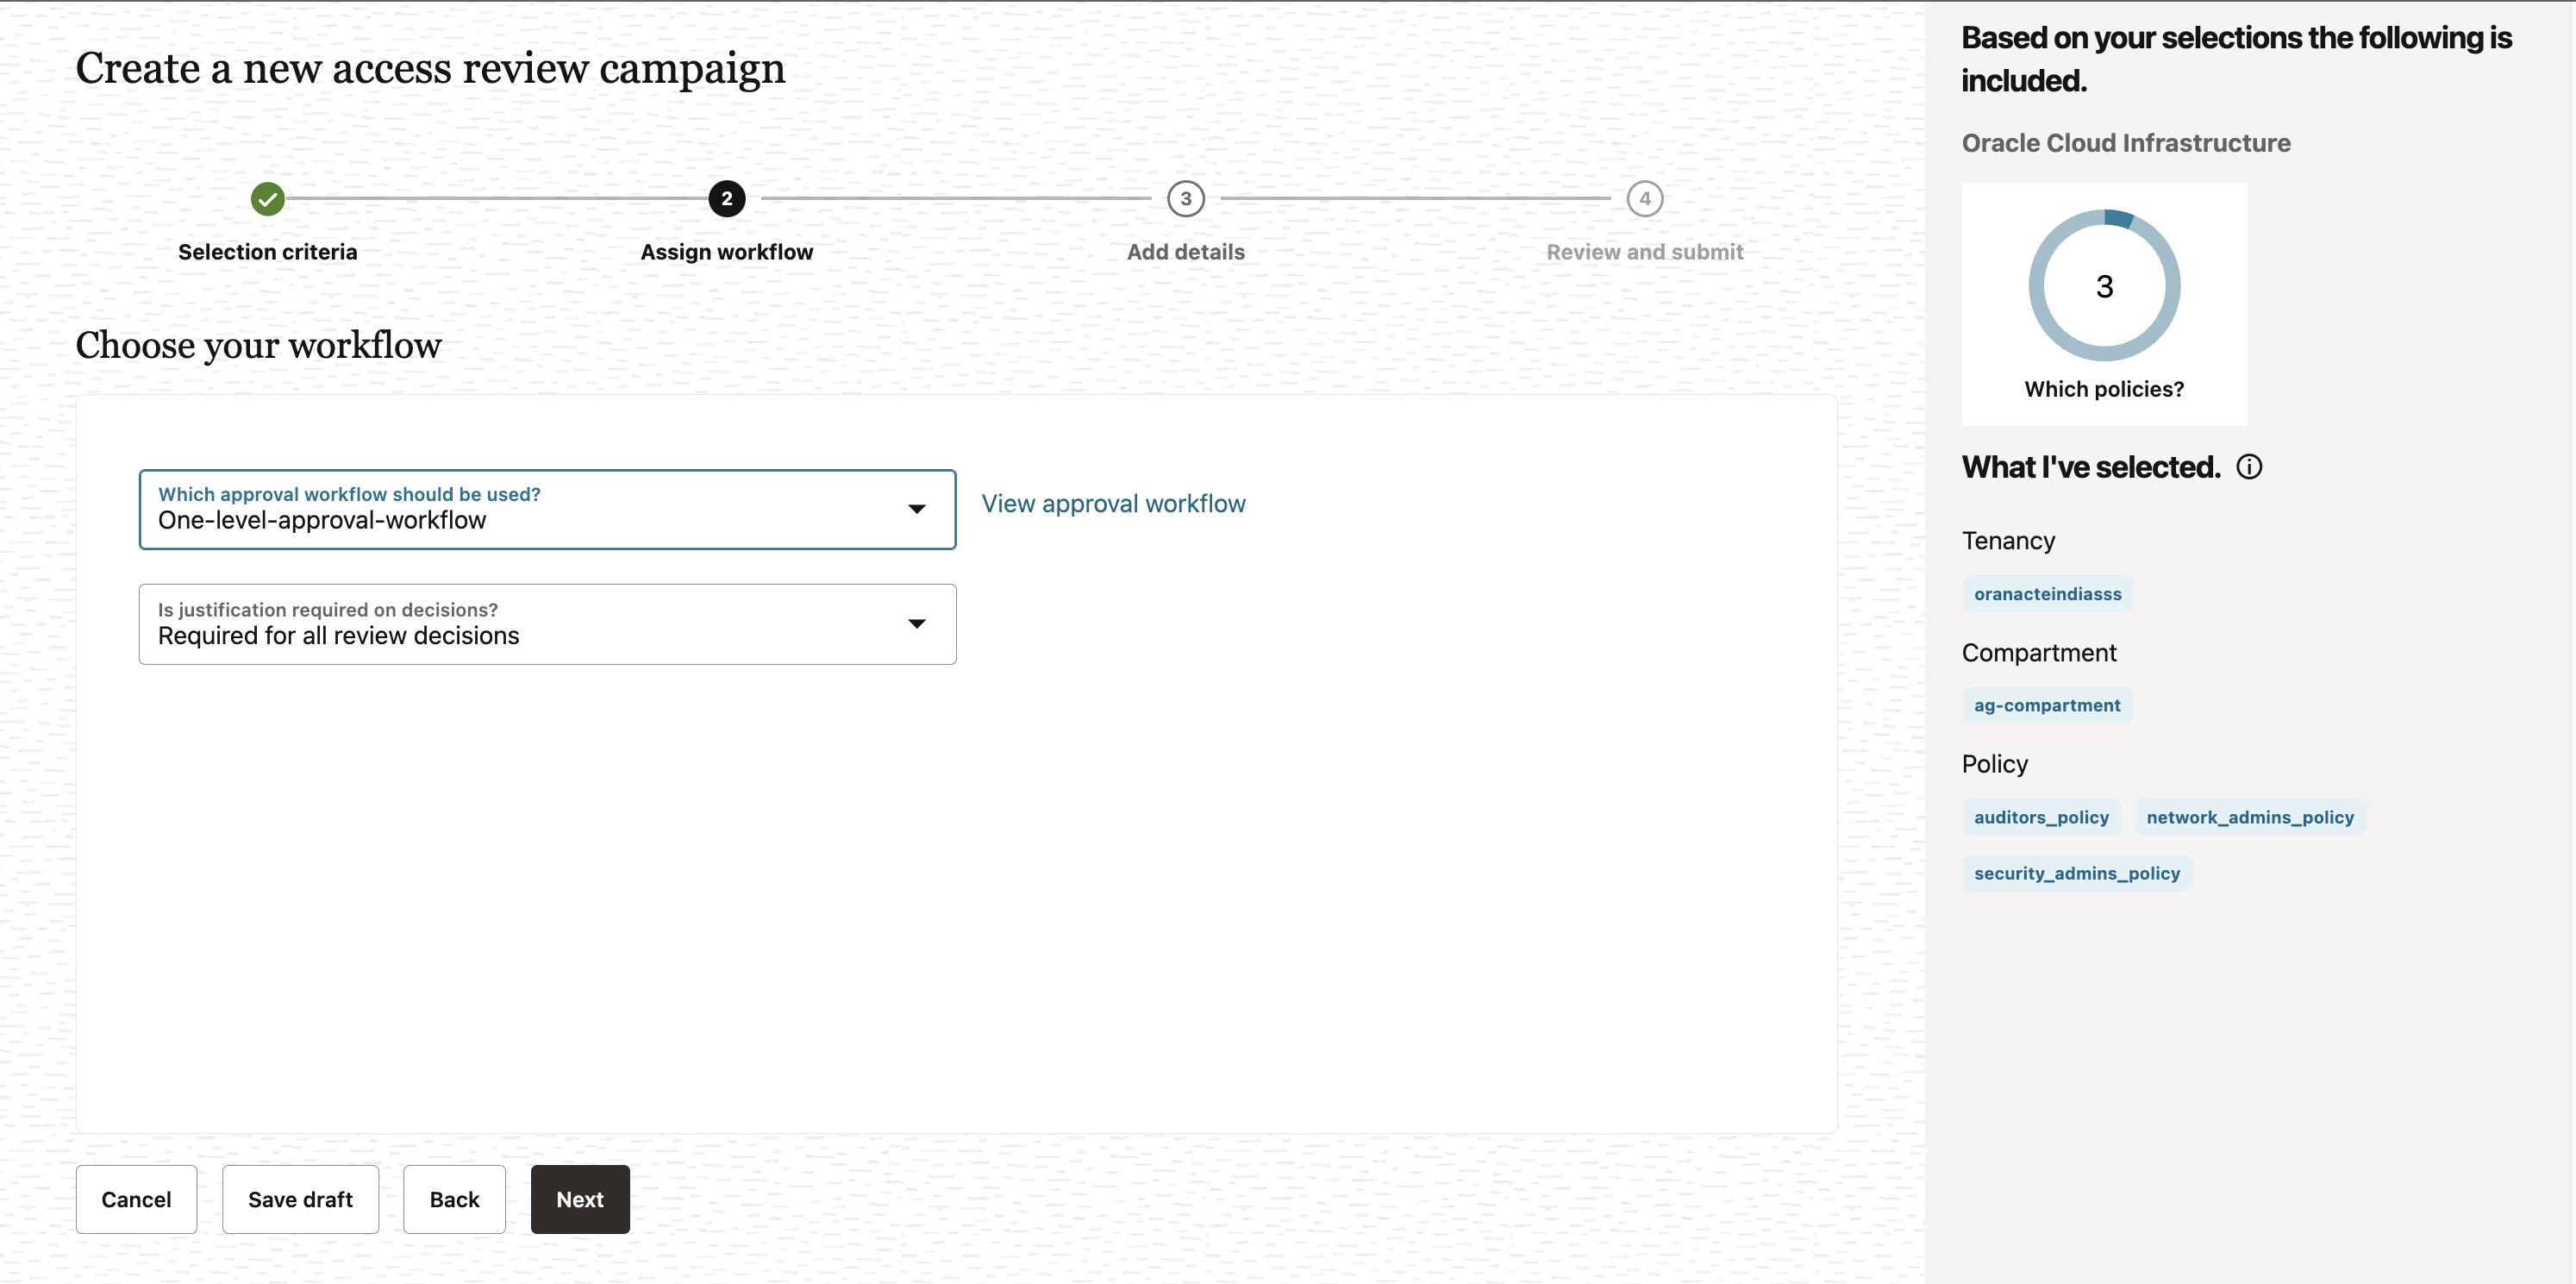 Create a new access review campaign
2
3
4
Selection criteria
Assign workflow
Add details
Review and submit
Choose your workflow
Which approval workflow should be used?
One-level-approval-workflow
View approval workflow
Is justification required on decisions?
Required for all review decisions
Cancel
Save draft
Back
Next
Based on your selections the following is
included.
Oracle Cloud Infrastructure
3
Which policies?
What I've selected.
Tenancy
oranacteindiasss
Compartment
ag-compartment
Policy
auditors_policy
network_admins_policy
security_admins_policy